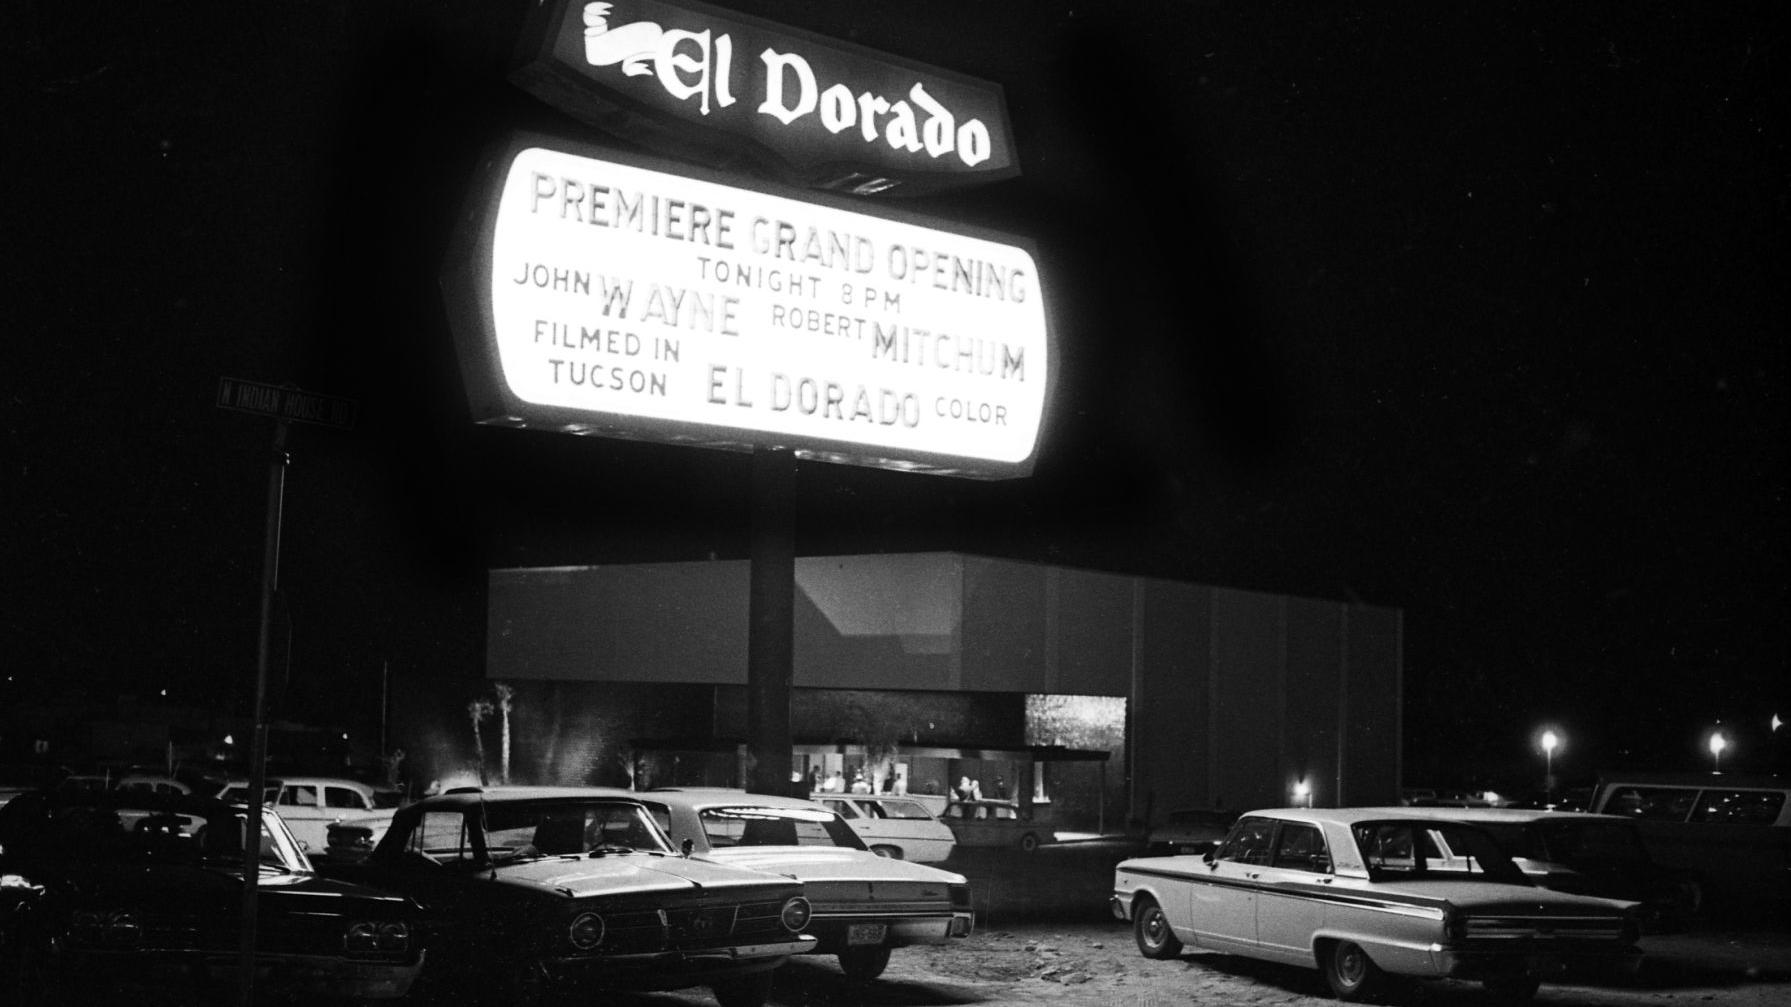 El Dorado
PREMIERE GRAND OPENING
TONIGHT 8 PM
JOHN WAYNE ROBERT MITCHUM
FILMED IN
TUCSON EL DORADO COLOR
N INDIAN HOUSE RD